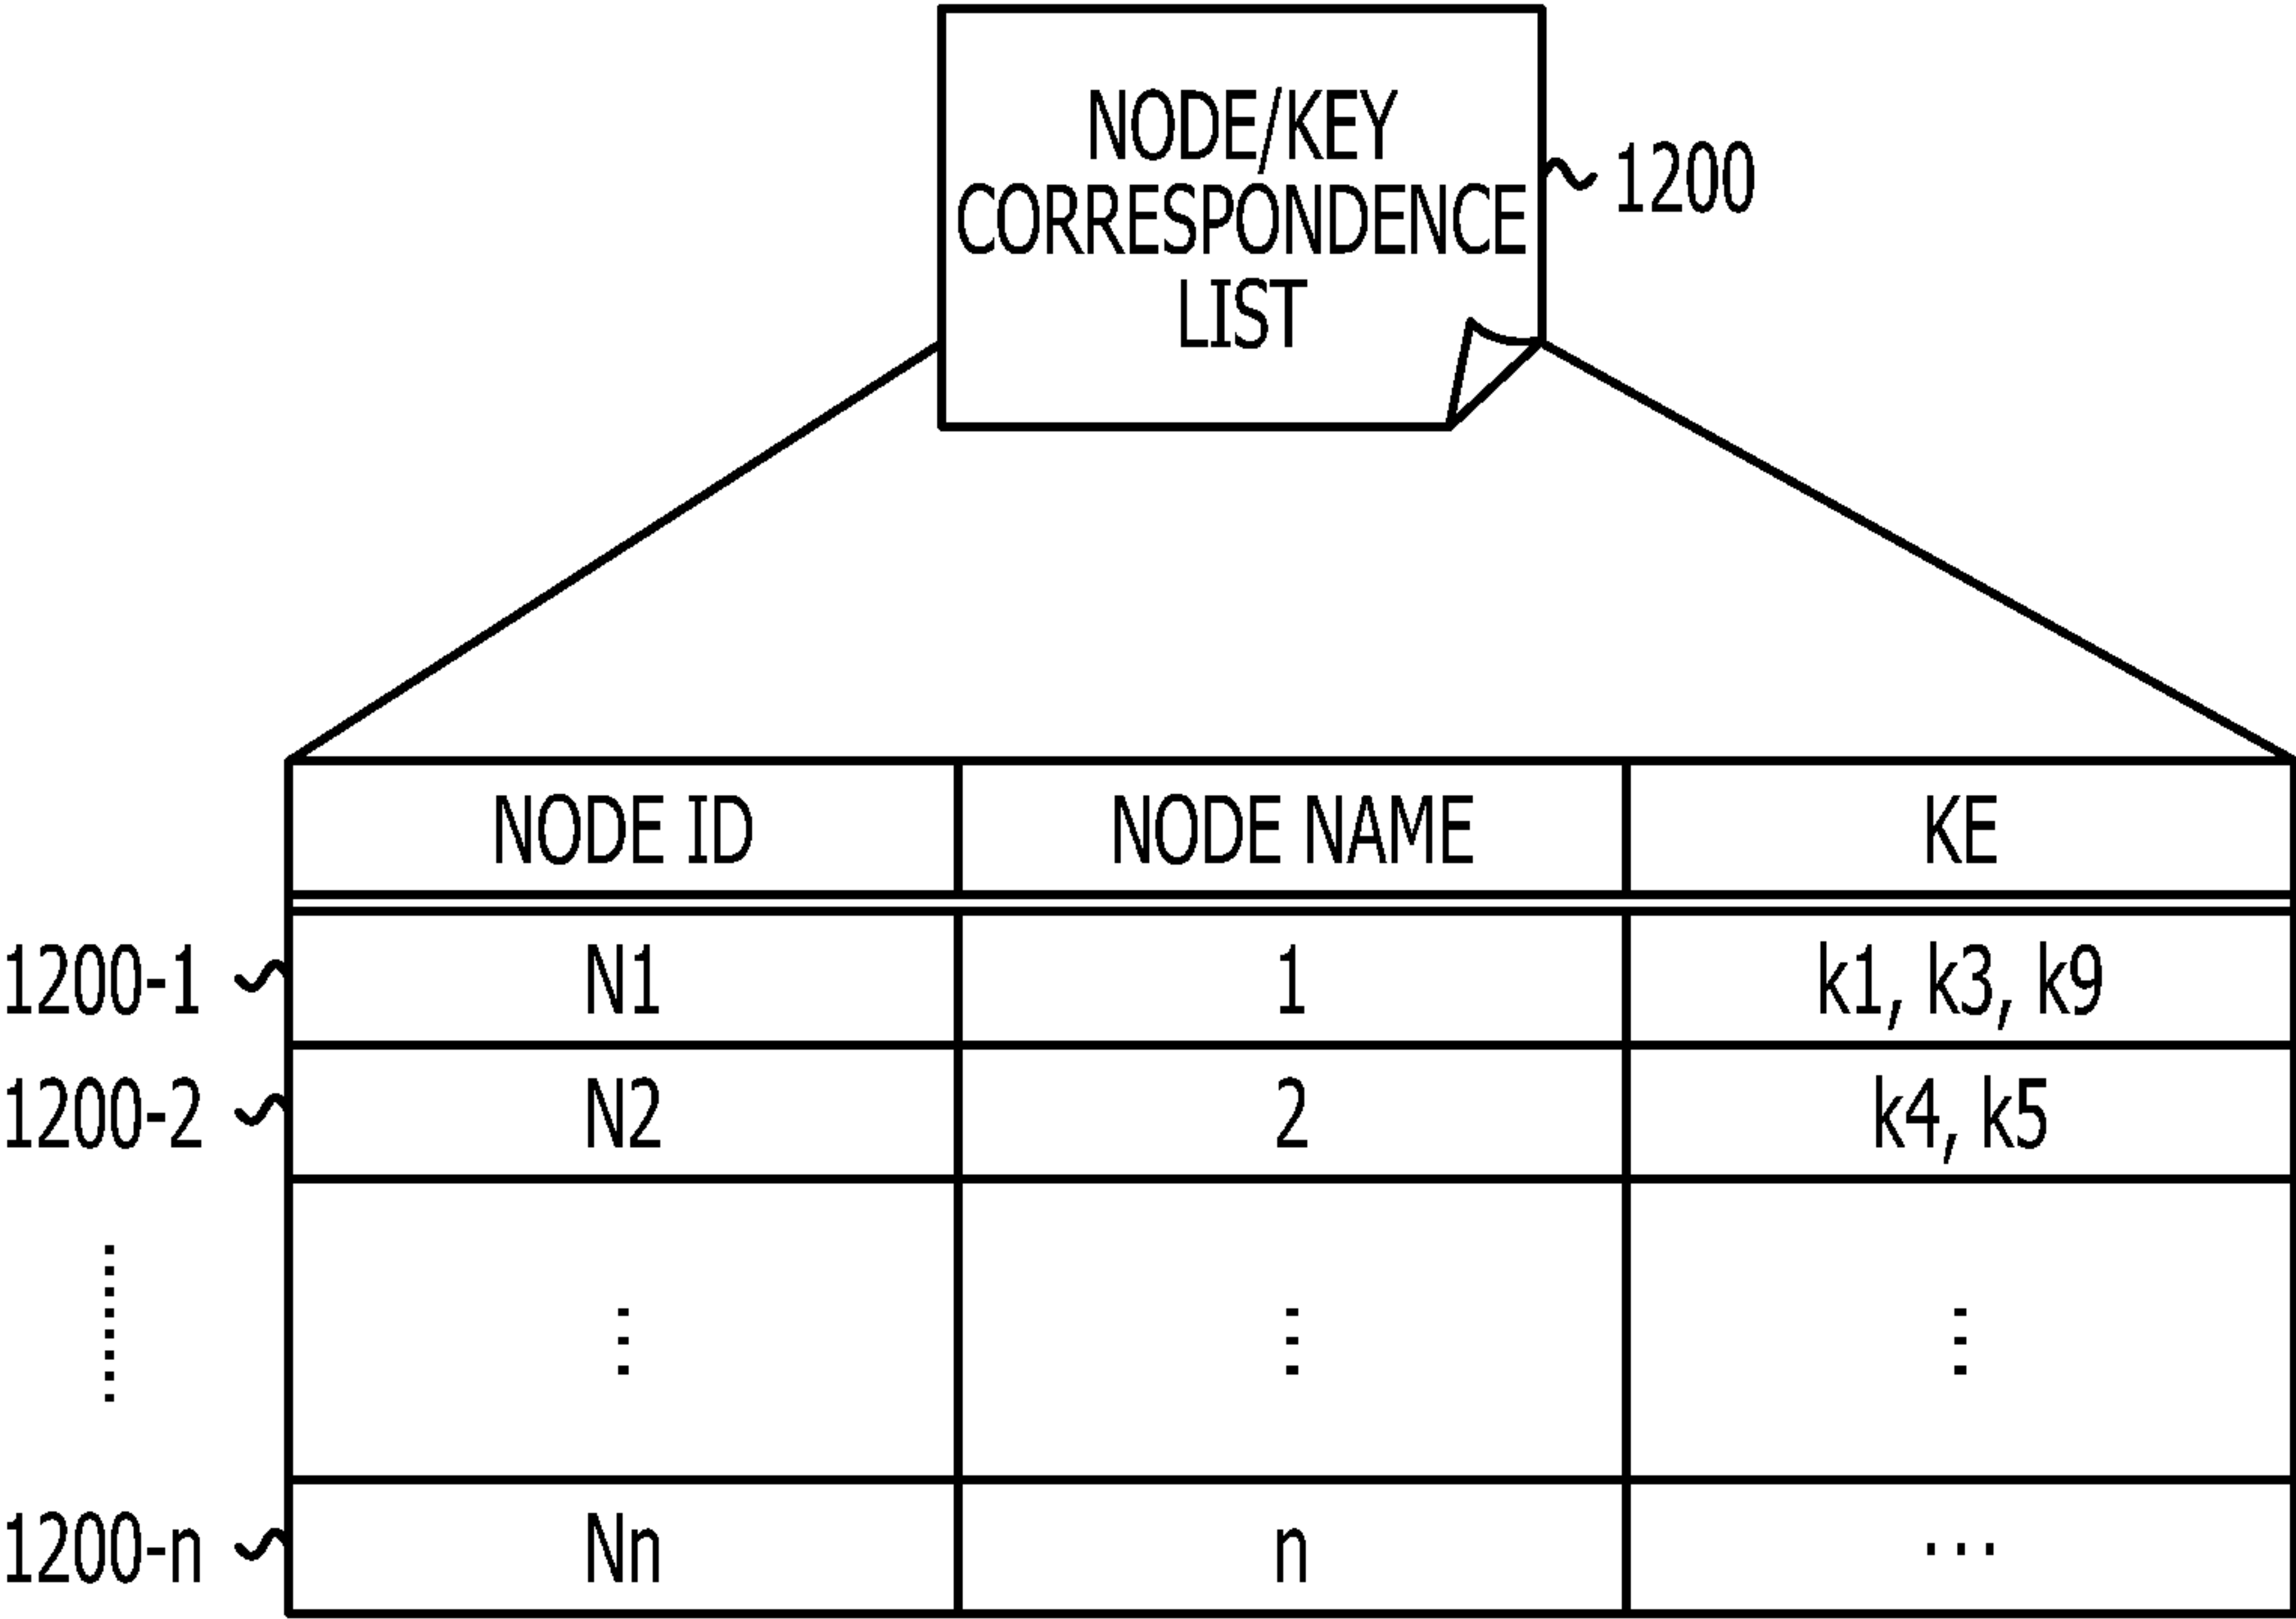 NODE/KEY
CORRESPONDENCE
LIST
1200
NODE ID NODE NAME KE
1200-1 N1 1 k1, k3, k9
1200-2 N2 2 k4, k5
1200-n Nn n ...